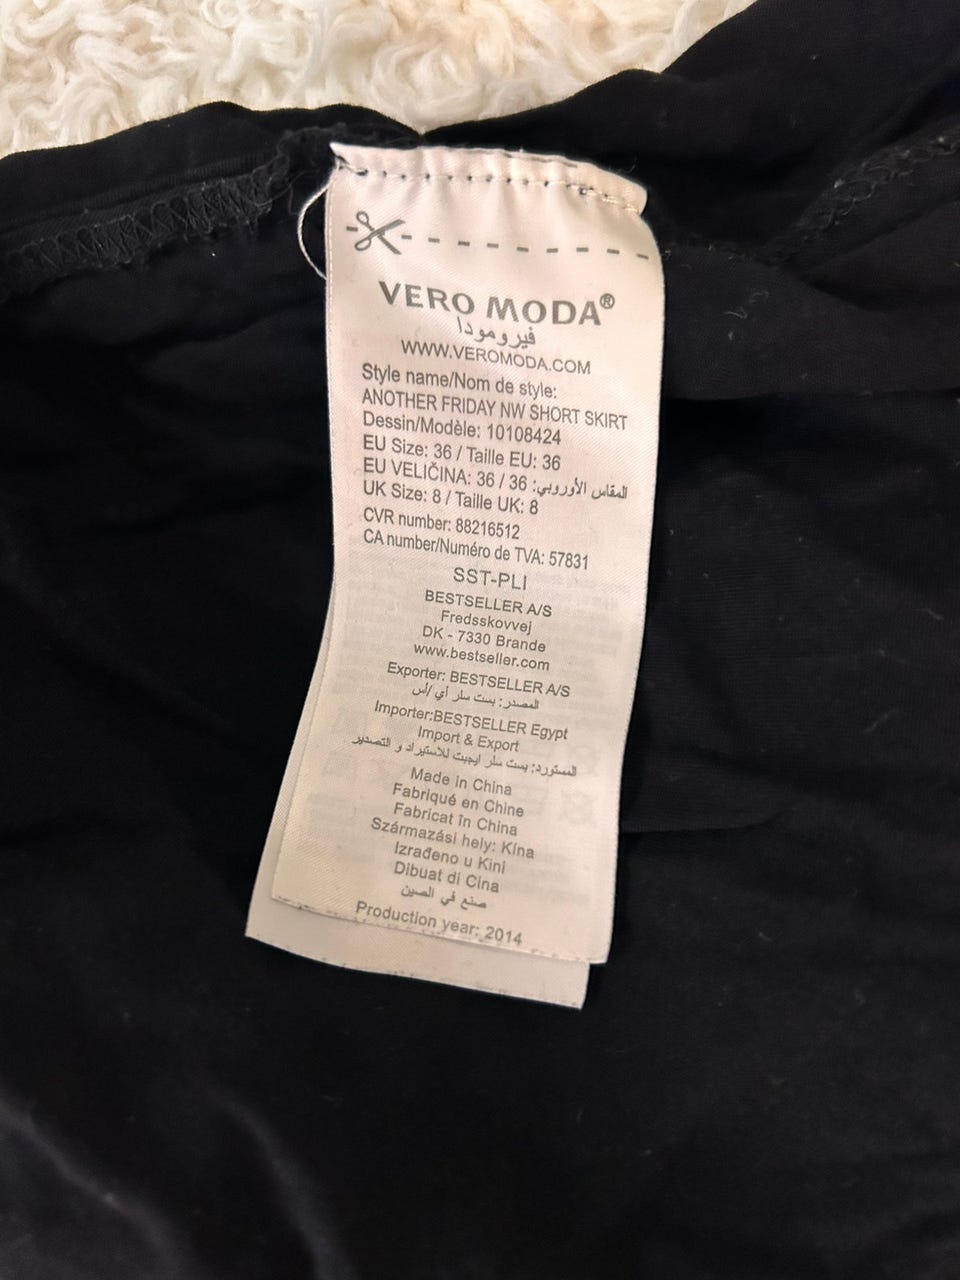 VERO MODA®
فيرومودا
WWW.VEROMODA.COM
Style name/Nom de style:
ANOTHER FRIDAY NW SHORT SKIRT
Dessin/Modèle: 10108424
EU Size: 36 / Taille EU: 36
EU VELIČINA: 36 / 36 :المقاس الأوروبي
UK Size: 8 / Taille UK: 8
CVR number: 88216512
CA number/Numéro de TVA: 57831
SST-PLI
BESTSELLER A/S
Fredsskovvej
DK - 7330 Brande
www.bestseller.com
Exporter: BESTSELLER A/S
المصدر: بست سلر أي /أس
Importer:BESTSELLER Egypt
Import & Export
المستورد: بست سلر ايجيبت للاستيراد و التصدير
Made in China
Fabriqué en Chine
Fabricat în China
Származási hely: Kína
Izrađeno u Kini
Dibuat di Cina
صنع في الصين
Production year: 2014